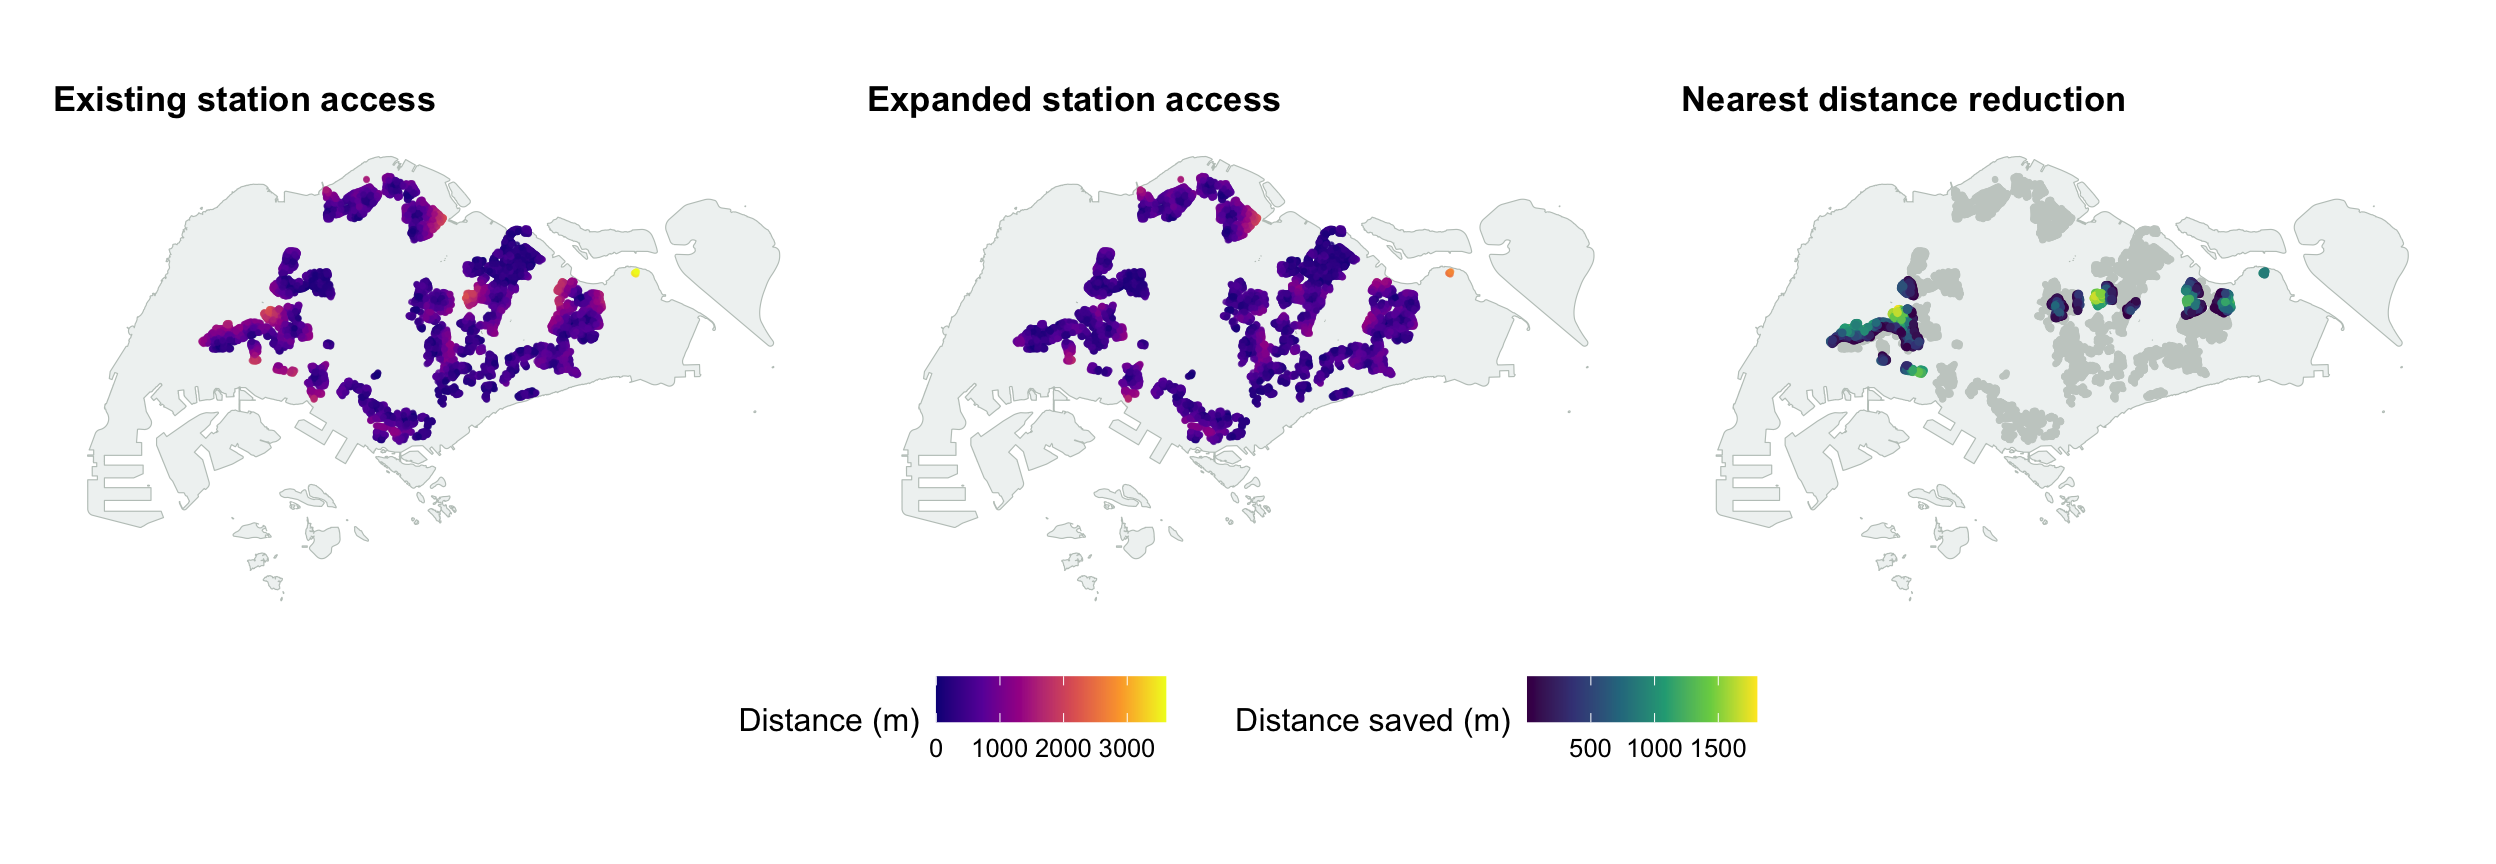 Existing station access
Expanded station access
Nearest distance reduction
Distance (m)
0 1000 2000 3000
Distance saved (m)
500 1000 1500